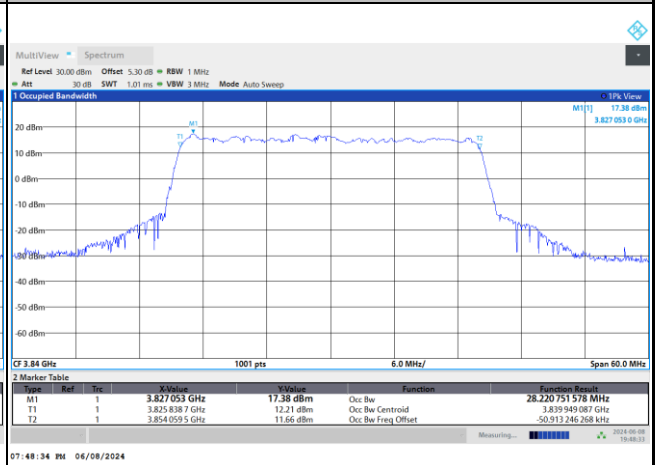 MultiView Spectrum
Ref Level 30.00 dBm Offset 5.30 dB RBW 1 MHz
Att 30 dB SWT 1.01 ms VBW 3 MHz Mode Auto Sweep
1 Occupied Bandwidth 1Pk View
M1[1] 17.38 dBm
3.827 053 0 GHz
M1
T1
T2
20 dBm
10 dBm
0 dBm
-10 dBm
-20 dBm
-30 dBm
-40 dBm
-50 dBm
-60 dBm
CF 3.84 GHz 1001 pts 6.0 MHz/ Span 60.0 MHz
2 Marker Table
Type Ref Trc X-Value Y-Value Function Function Result
M1 1 3.827 053 GHz 17.38 dBm Occ Bw 28.220 751 578 MHz
T1 1 3.825 838 7 GHz 12.21 dBm Occ Bw Centroid 3.839 949 087 GHz
T2 1 3.854 059 5 GHz 11.66 dBm Occ Bw Freq Offset -50.913 246 268 kHz
Measuring... 2024-06-08
19:48:33
07:48:34 PM 06/08/2024